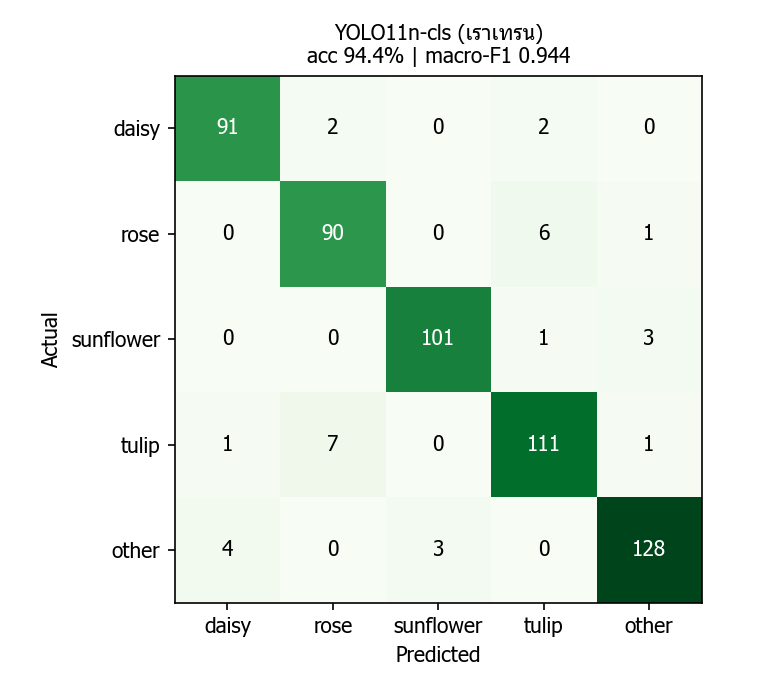 YOLO11n-cls (เราเทรน)
acc 94.4% | macro-F1 0.944
daisy 91 2 0 2 0
rose 0 90 0 6 1
sunflower 0 0 101 1 3
tulip 1 7 0 111 1
other 4 0 3 0 128
daisy rose sunflower tulip other
Predicted
Actual